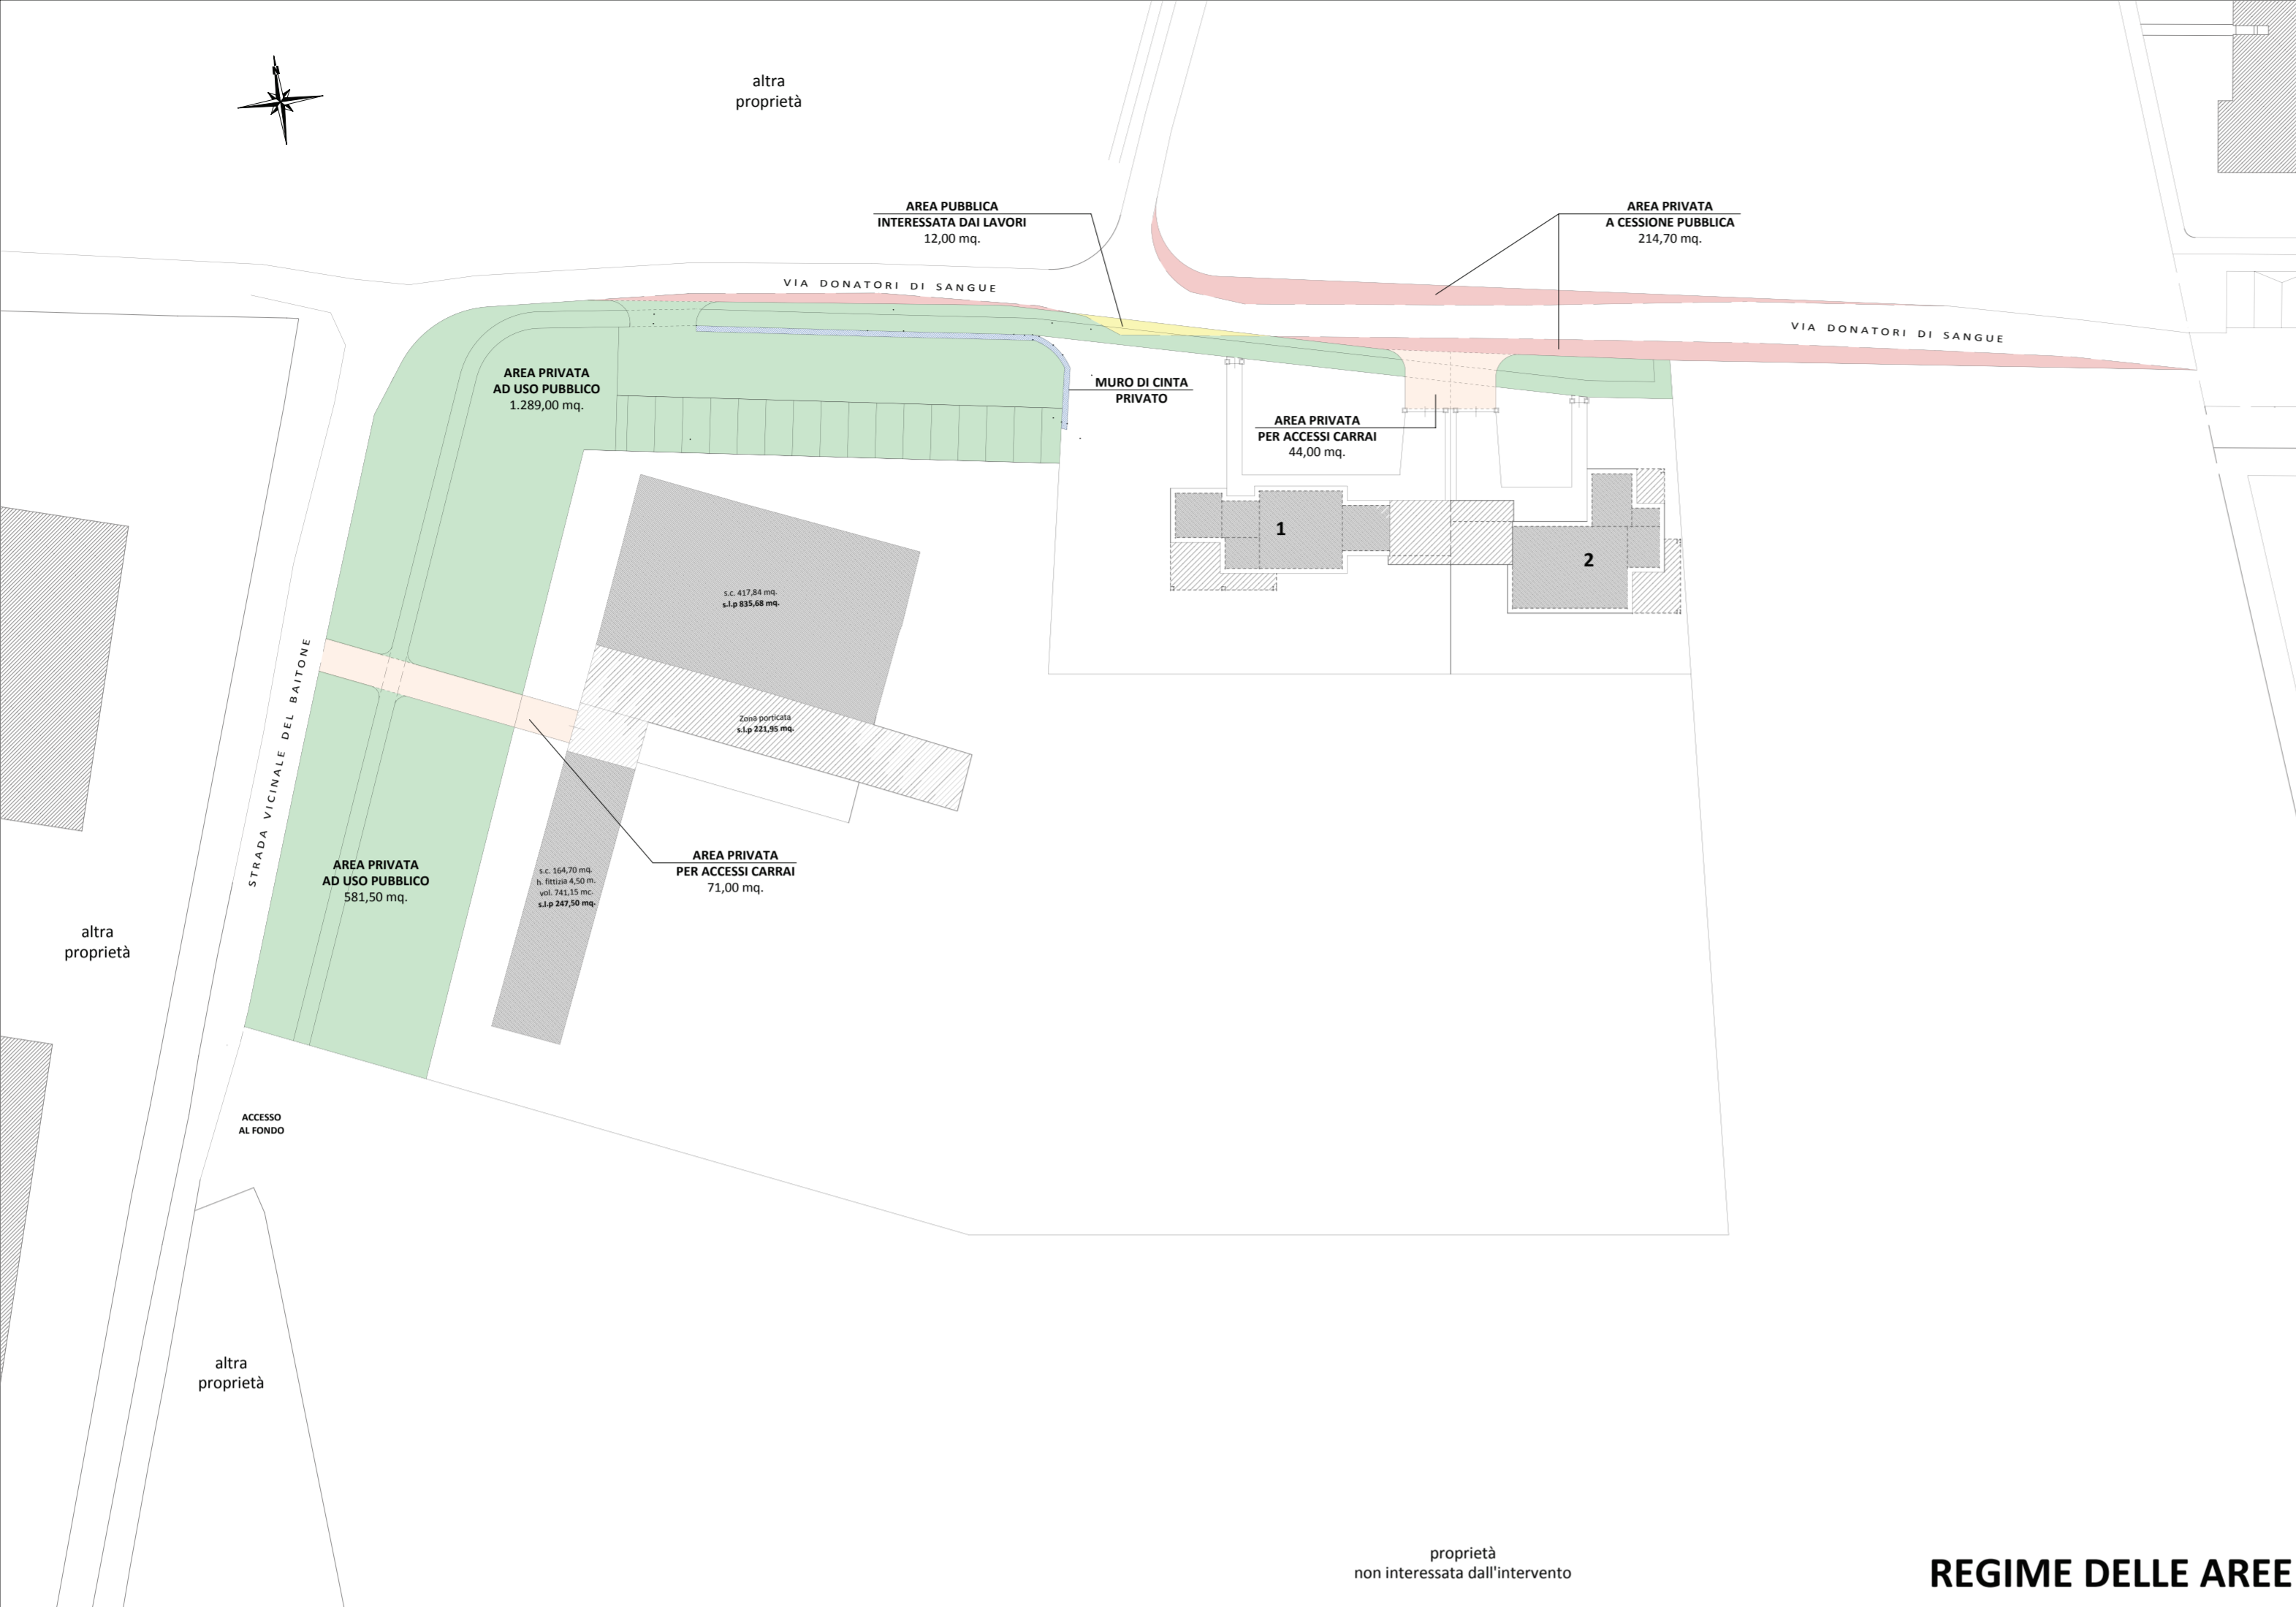 N
altra
proprietà
AREA PUBBLICA
INTERESSATA DAI LAVORI
12,00 mq.
AREA PRIVATA
A CESSIONE PUBBLICA
214,70 mq.
VIA DONATORI DI SANGUE
VIA DONATORI DI SANGUE
AREA PRIVATA
AD USO PUBBLICO
1.289,00 mq.
MURO DI CINTA
PRIVATO
AREA PRIVATA
PER ACCESSI CARRAI
44,00 mq.
1
2
s.c. 417,84 mq.
s.l.p 835,68 mq.
Zona porticata
s.l.p 221,95 mq.
STRADA VICINALE DEL BAITONE
AREA PRIVATA
AD USO PUBBLICO
581,50 mq.
s.c. 164,70 mq.
h. fittizia 4,50 m.
vol. 741,15 mc.
s.l.p 247,50 mq.
AREA PRIVATA
PER ACCESSI CARRAI
71,00 mq.
altra
proprietà
ACCESSO
AL FONDO
altra
proprietà
proprietà
non interessata dall'intervento
REGIME DELLE AREE